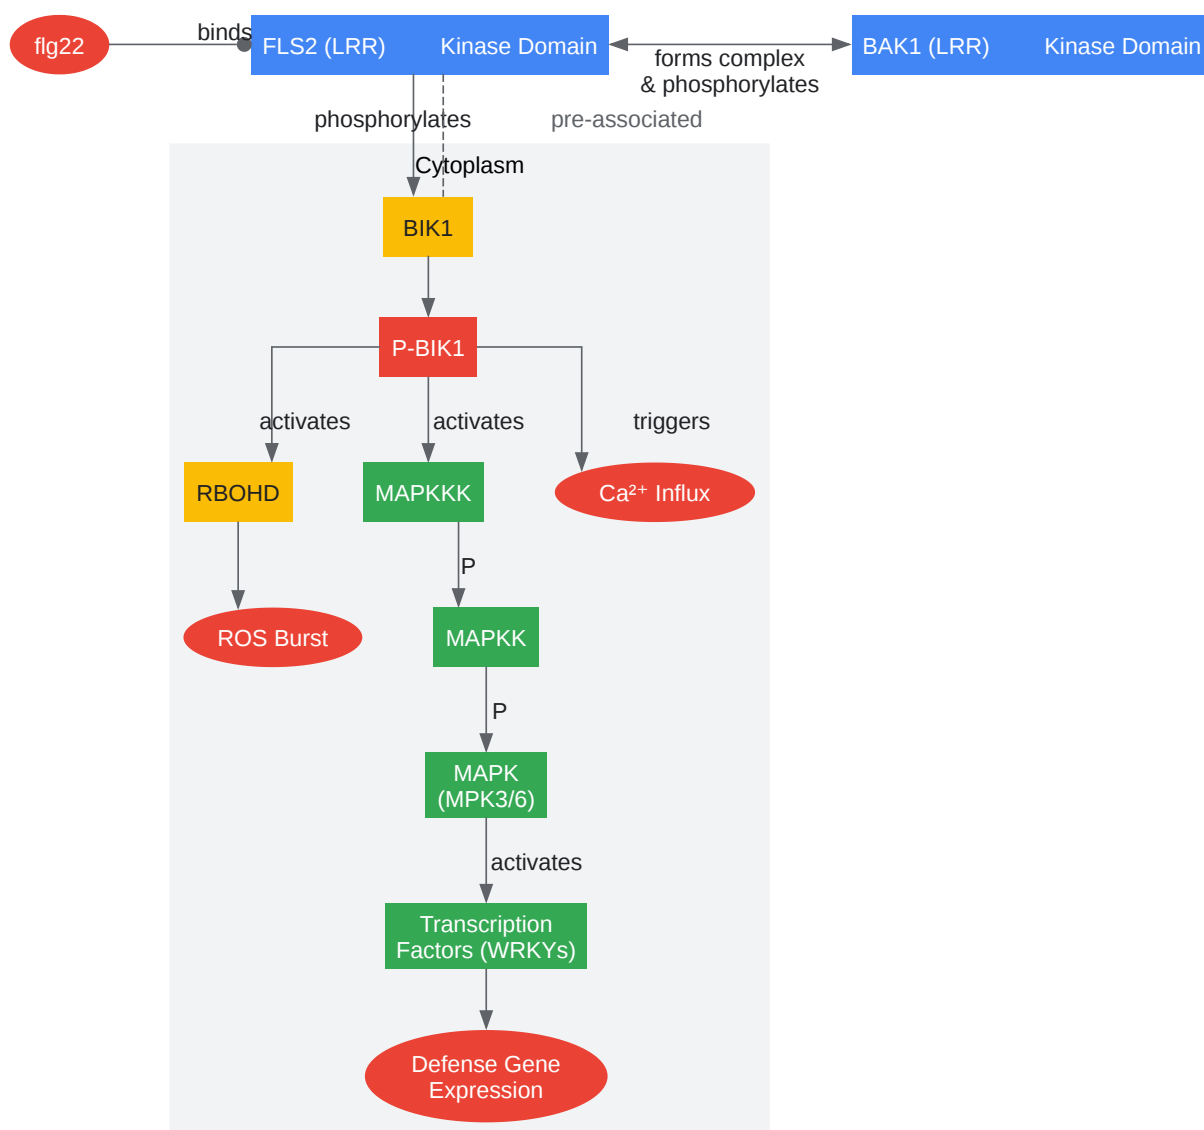 flg22
binds
FLS2 (LRR)
Kinase Domain
forms complex
& phosphorylates
BAK1 (LRR)
Kinase Domain
phosphorylates
pre-associated
Cytoplasm
BIK1
P-BIK1
activates
activates
triggers
RBOHD
MAPKKK
Ca²⁺ Influx
P
ROS Burst
MAPKK
P
MAPK
(MPK3/6)
activates
Transcription
Factors (WRKYs)
Defense Gene
Expression